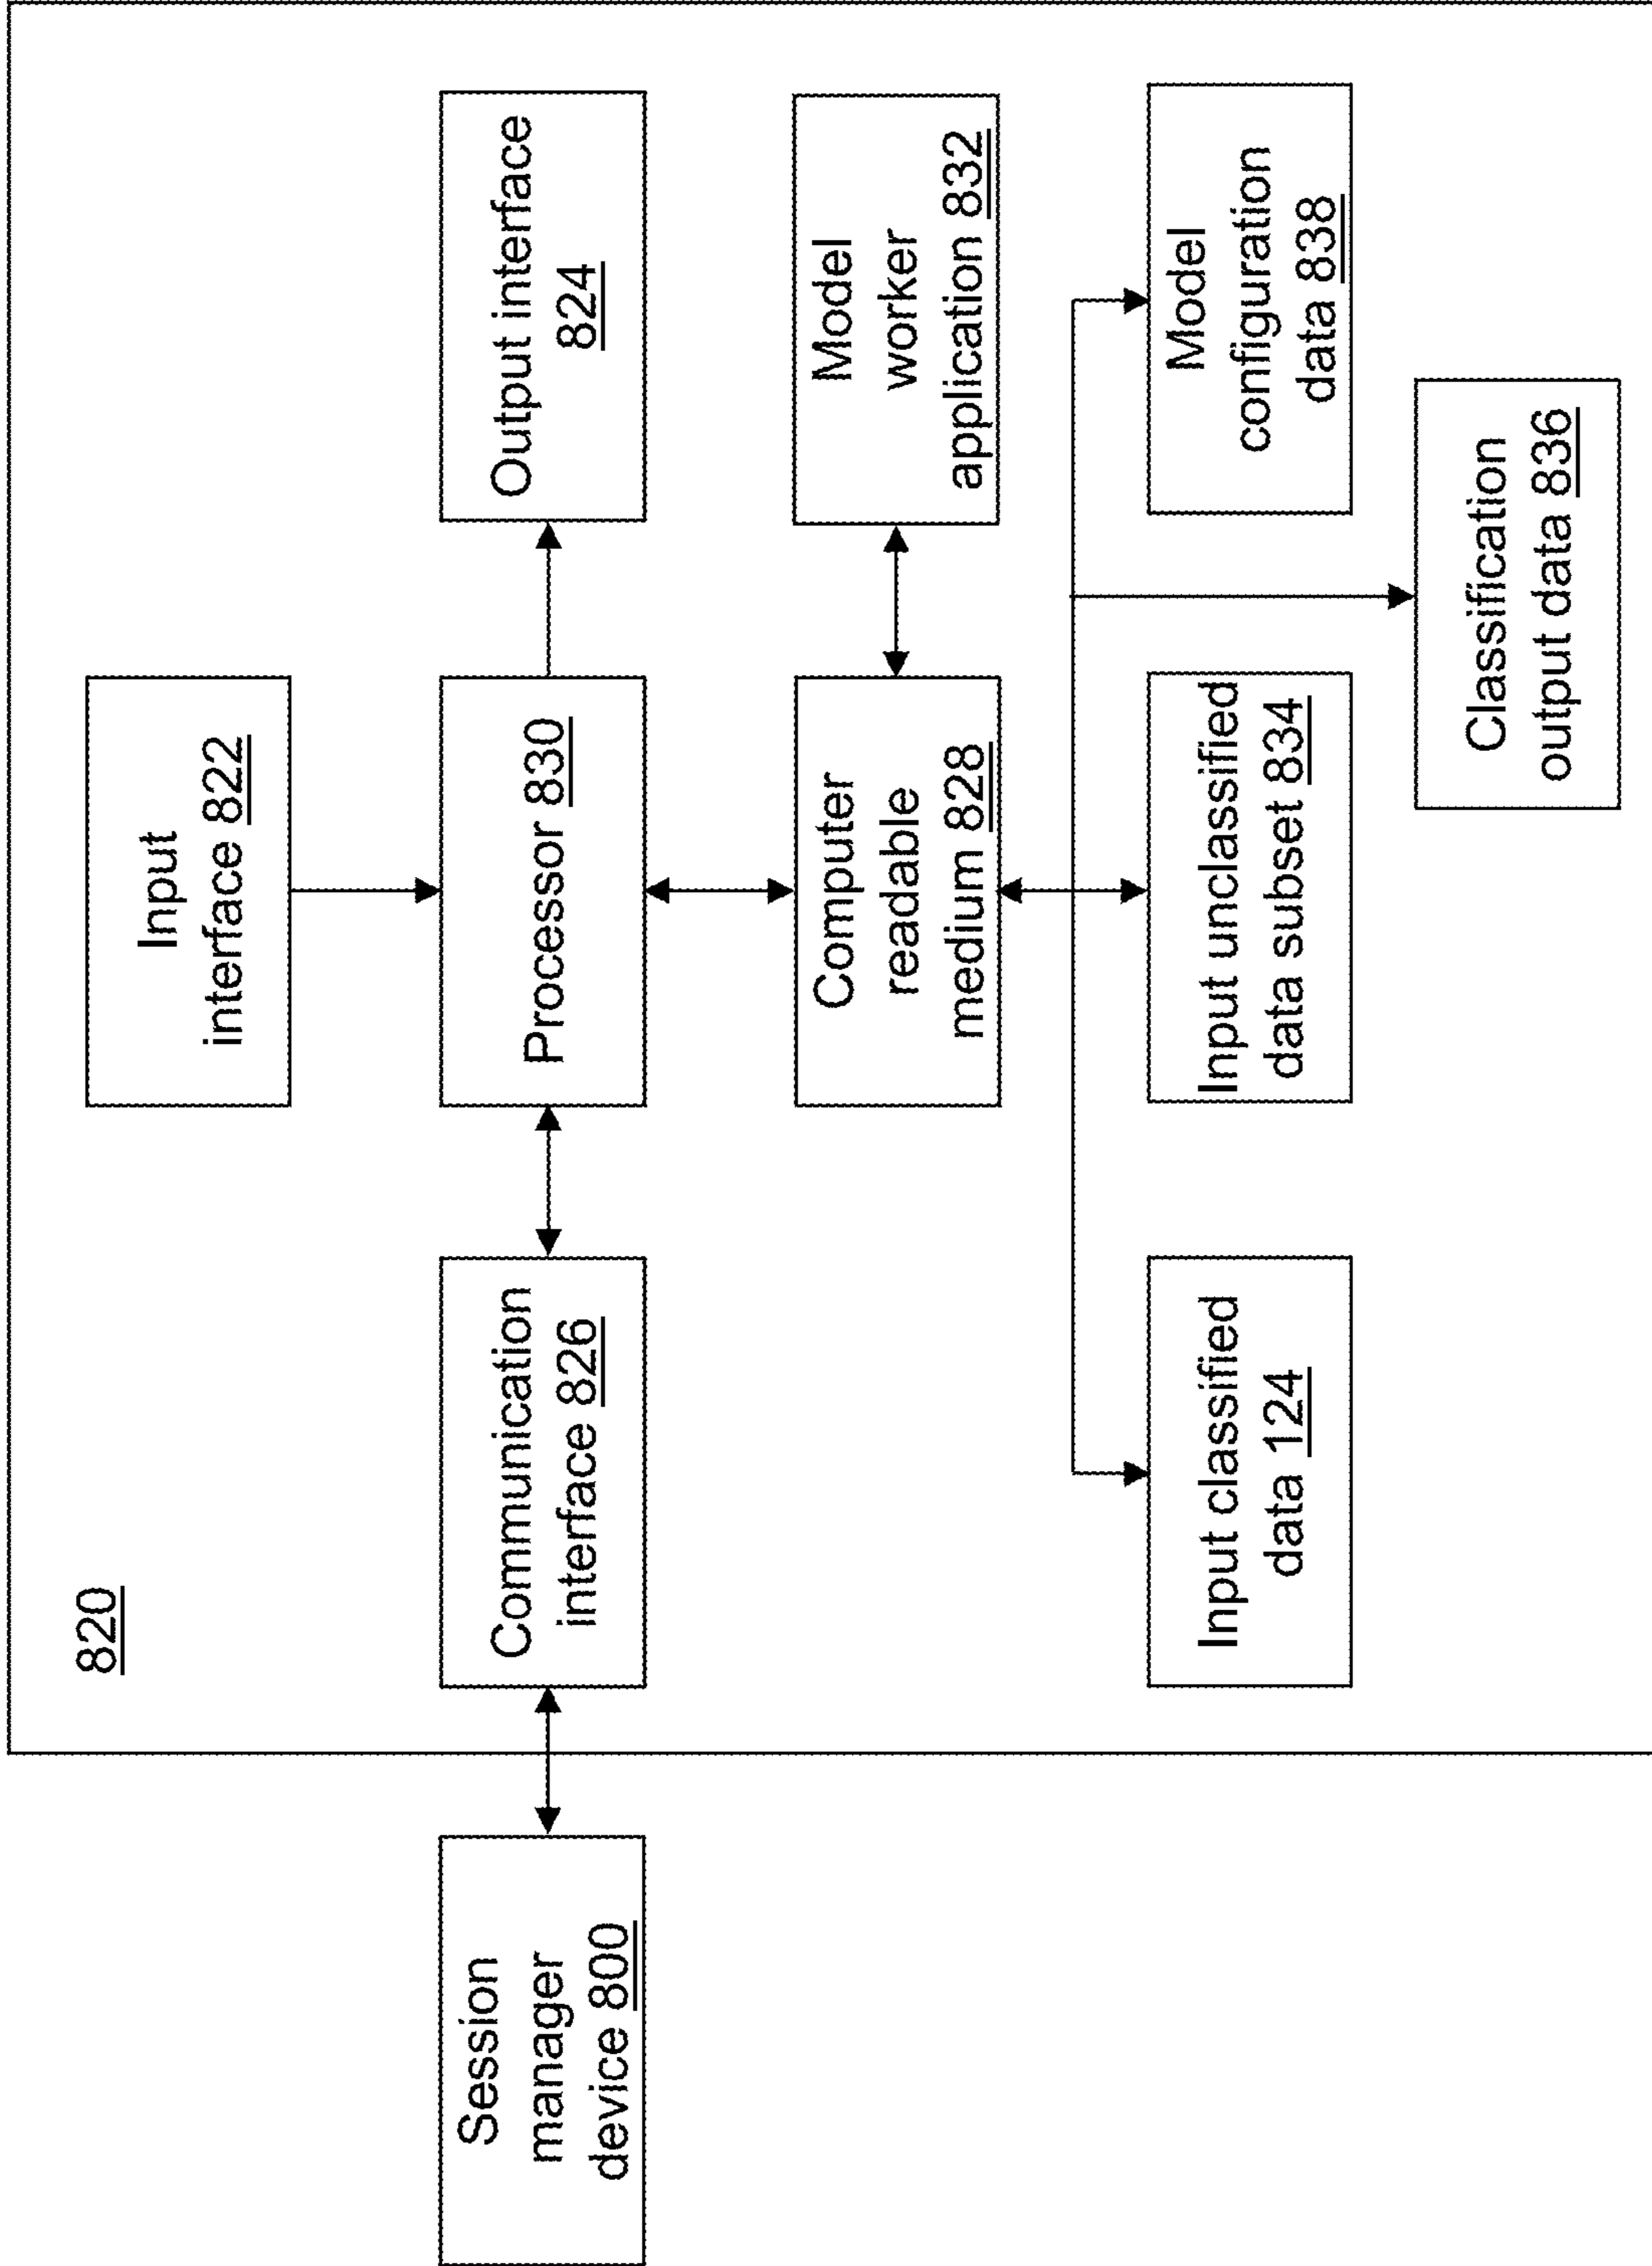 820
Input
interface 822
Session
manager
device 800
Communication
interface 826
Processor 830
Output interface
824
Computer
readable
medium 828
Model
worker
application 832
Input classified
data 124
Input unclassified
data subset 834
Model
configuration
data 838
Classification
output data 836